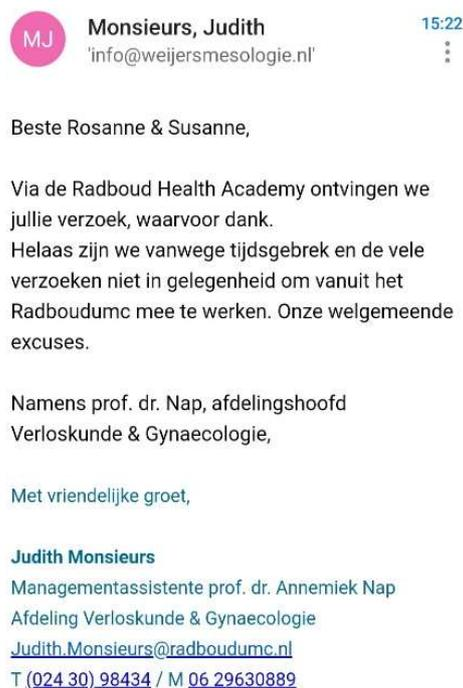 MJ
Monsieurs, Judith
15:22
'info@weijersmesologie.nl'
Beste Rosanne & Susanne,
Via de Radboud Health Academy ontvingen we
jullie verzoek, waarvoor dank.
Helaas zijn we vanwege tijdsgebrek en de vele
verzoeken niet in gelegenheid om vanuit het
Radboudumc mee te werken. Onze welgemeende
excuses.
Namens prof. dr. Nap, afdelingshoofd
Verloskunde & Gynaecologie,
Met vriendelijke groet,
Judith Monsieurs
Managementassistente prof. dr. Annemiek Nap
Afdeling Verloskunde & Gynaecologie
Judith.Monsieurs@radboudumc.nl
T (024 30) 98434 / M 06 29630889